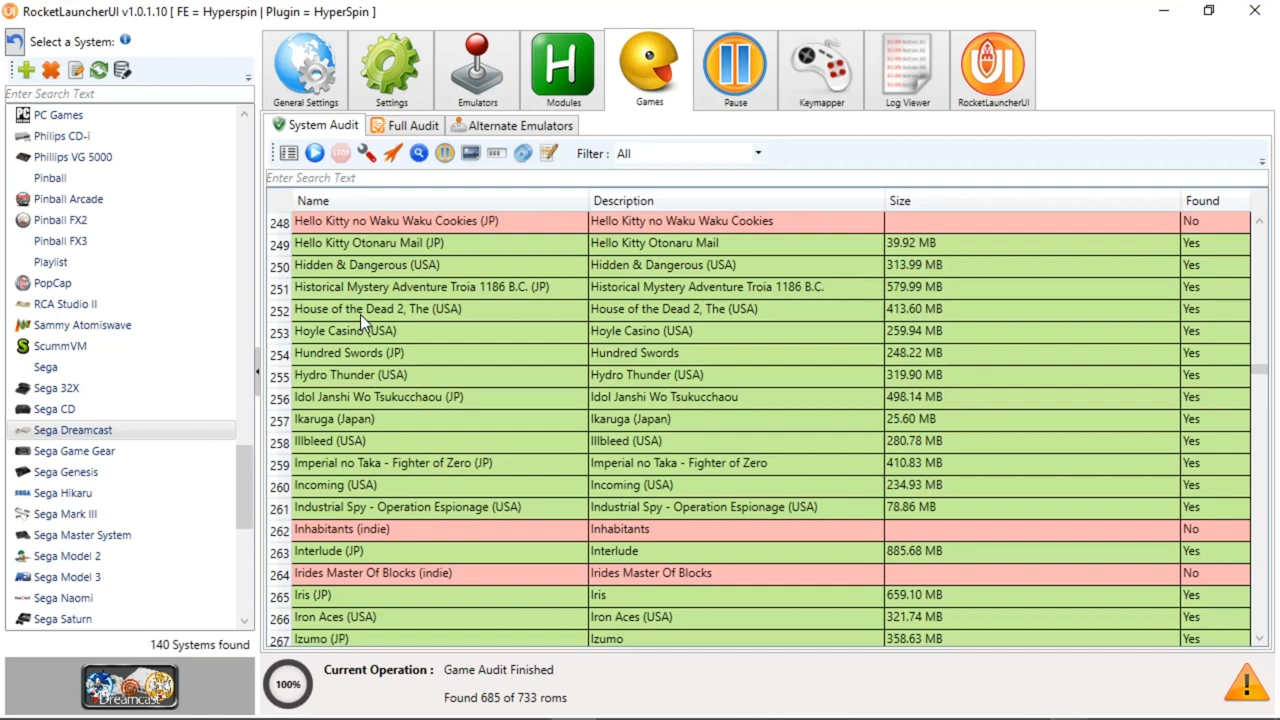 RocketLauncherUI v1.0.1.10 [ FE = Hyperspin | Plugin = HyperSpin ]
Select a System:
Enter Search Text
PC Games
Philips CD-i
Phillips VG 5000
Pinball
Pinball Arcade
Pinball FX2
Pinball FX3
Playlist
PopCap
RCA Studio II
Sammy Atomiswave
ScummVM
Sega
Sega 32X
Sega CD
Sega Dreamcast
Sega Game Gear
Sega Genesis
Sega Hikaru
Sega Mark III
Sega Master System
Sega Model 2
Sega Model 3
Sega Naomi
Sega Saturn
140 Systems found
Dreamcast
General Settings Settings Emulators Modules Games Pause Keymapper Log Viewer RocketLauncherUI
System Audit Full Audit Alternate Emulators
STOP Filter : All
Enter Search Text
Name Description Size Found
248 Hello Kitty no Waku Waku Cookies (JP) Hello Kitty no Waku Waku Cookies No
249 Hello Kitty Otonaru Mail (JP) Hello Kitty Otonaru Mail 39.92 MB Yes
250 Hidden & Dangerous (USA) Hidden & Dangerous (USA) 313.99 MB Yes
251 Historical Mystery Adventure Troia 1186 B.C. (JP) Historical Mystery Adventure Troia 1186 B.C. 579.99 MB Yes
252 House of the Dead 2, The (USA) House of the Dead 2, The (USA) 413.60 MB Yes
253 Hoyle Casino (USA) Hoyle Casino (USA) 259.94 MB Yes
254 Hundred Swords (JP) Hundred Swords 248.22 MB Yes
255 Hydro Thunder (USA) Hydro Thunder (USA) 319.90 MB Yes
256 Idol Janshi Wo Tsukucchaou (JP) Idol Janshi Wo Tsukucchaou 498.14 MB Yes
257 Ikaruga (Japan) Ikaruga (Japan) 25.60 MB Yes
258 Illbleed (USA) Illbleed (USA) 280.78 MB Yes
259 Imperial no Taka - Fighter of Zero (JP) Imperial no Taka - Fighter of Zero 410.83 MB Yes
260 Incoming (USA) Incoming (USA) 234.93 MB Yes
261 Industrial Spy - Operation Espionage (USA) Industrial Spy - Operation Espionage (USA) 78.86 MB Yes
262 Inhabitants (indie) Inhabitants No
263 Interlude (JP) Interlude 885.68 MB Yes
264 Irides Master Of Blocks (indie) Irides Master Of Blocks No
265 Iris (JP) Iris 659.10 MB Yes
266 Iron Aces (USA) Iron Aces (USA) 321.74 MB Yes
267 Izumo (JP) Izumo 358.63 MB Yes
100% Current Operation : Game Audit Finished
Found 685 of 733 roms